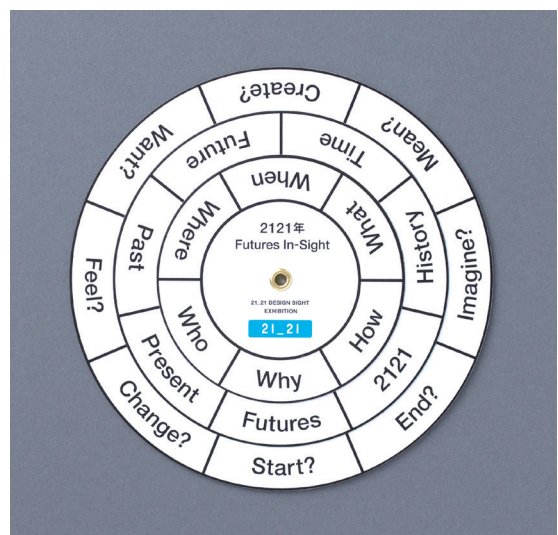 2121年
Futures In-Sight
21_21 DESIGN SIGHT
EXHIBITION
21_21
When
What
How
Why
Who
Where
Future
Time
History
2121
Futures
Present
Past
Create?
Mean?
Imagine?
End?
Start?
Change?
Feel?
Want?